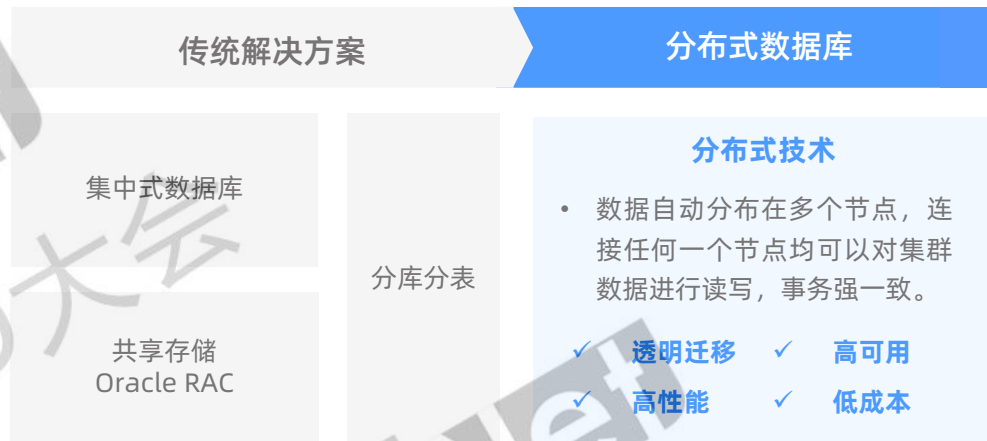 传统解决方案
分布式数据库
集中式数据库
共享存储
Oracle RAC
分库分表
分布式技术
• 数据自动分布在多个节点，连
接任何一个节点均可以对集群
数据进行读写，事务强一致。
✓ 透明迁移 ✓ 高可用
✓ 高性能 ✓ 低成本
大会